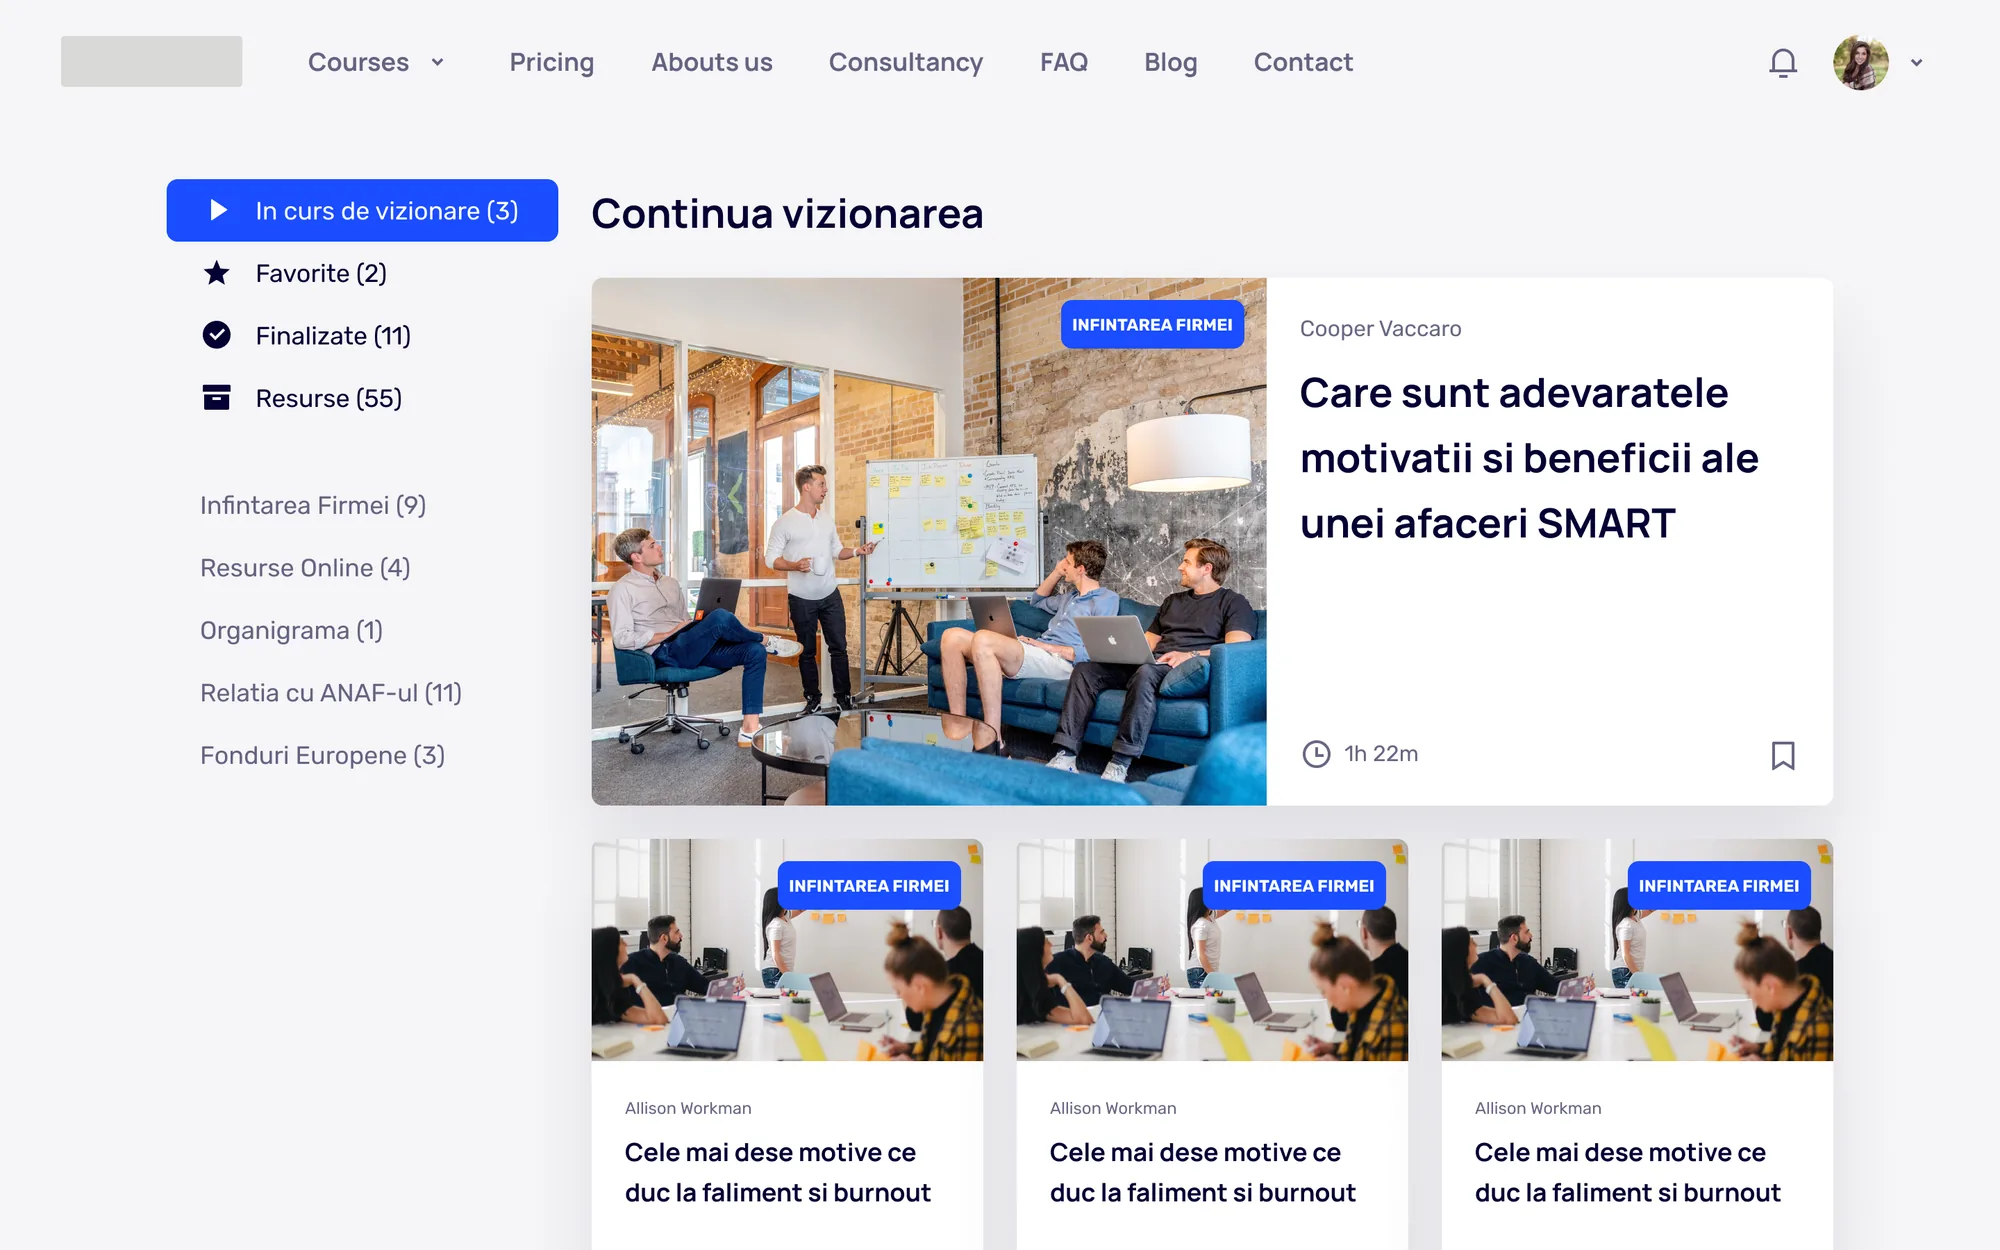 Courses
Pricing
Abouts us
Consultancy
FAQ
Blog
Contact
In curs de vizionare (3)
Favorite (2)
Finalizate (11)
Resurse (55)
Infintarea Firmei (9)
Resurse Online (4)
Organigrama (1)
Relatia cu ANAF-ul (11)
Fonduri Europene (3)
Continua vizionarea
INFINTAREA FIRMEI
Cooper Vaccaro
Care sunt adevaratele
motivatii si beneficii ale
unei afaceri SMART
1h 22m
INFINTAREA FIRMEI
Allison Workman
Cele mai dese motive ce
duc la faliment si burnout
INFINTAREA FIRMEI
Allison Workman
Cele mai dese motive ce
duc la faliment si burnout
INFINTAREA FIRMEI
Allison Workman
Cele mai dese motive ce
duc la faliment si burnout